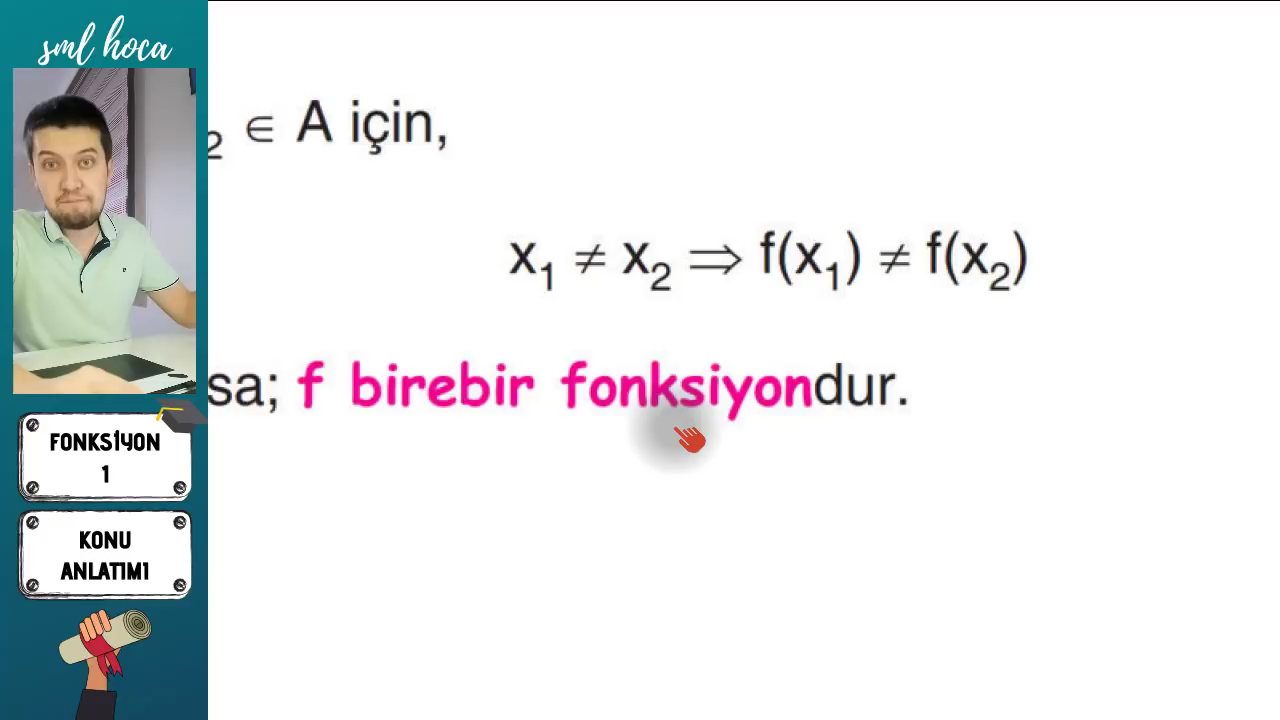 sml hoca
₂ ∈ A için,
x₁ ≠ x₂ ⇒ f(x₁) ≠ f(x₂)
sa; f birebir fonksiyondur.
FONKSİYON
1
KONU
ANLATIMI